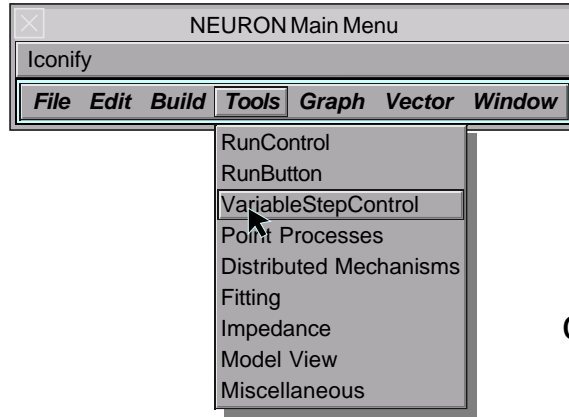 NEURON Main Menu
Iconify
File Edit Build Tools Graph Vector Window
RunControl
RunButton
VariableStepControl
Point Processes
Distributed Mechanisms
Fitting
Impedance
Model View
Miscellaneous